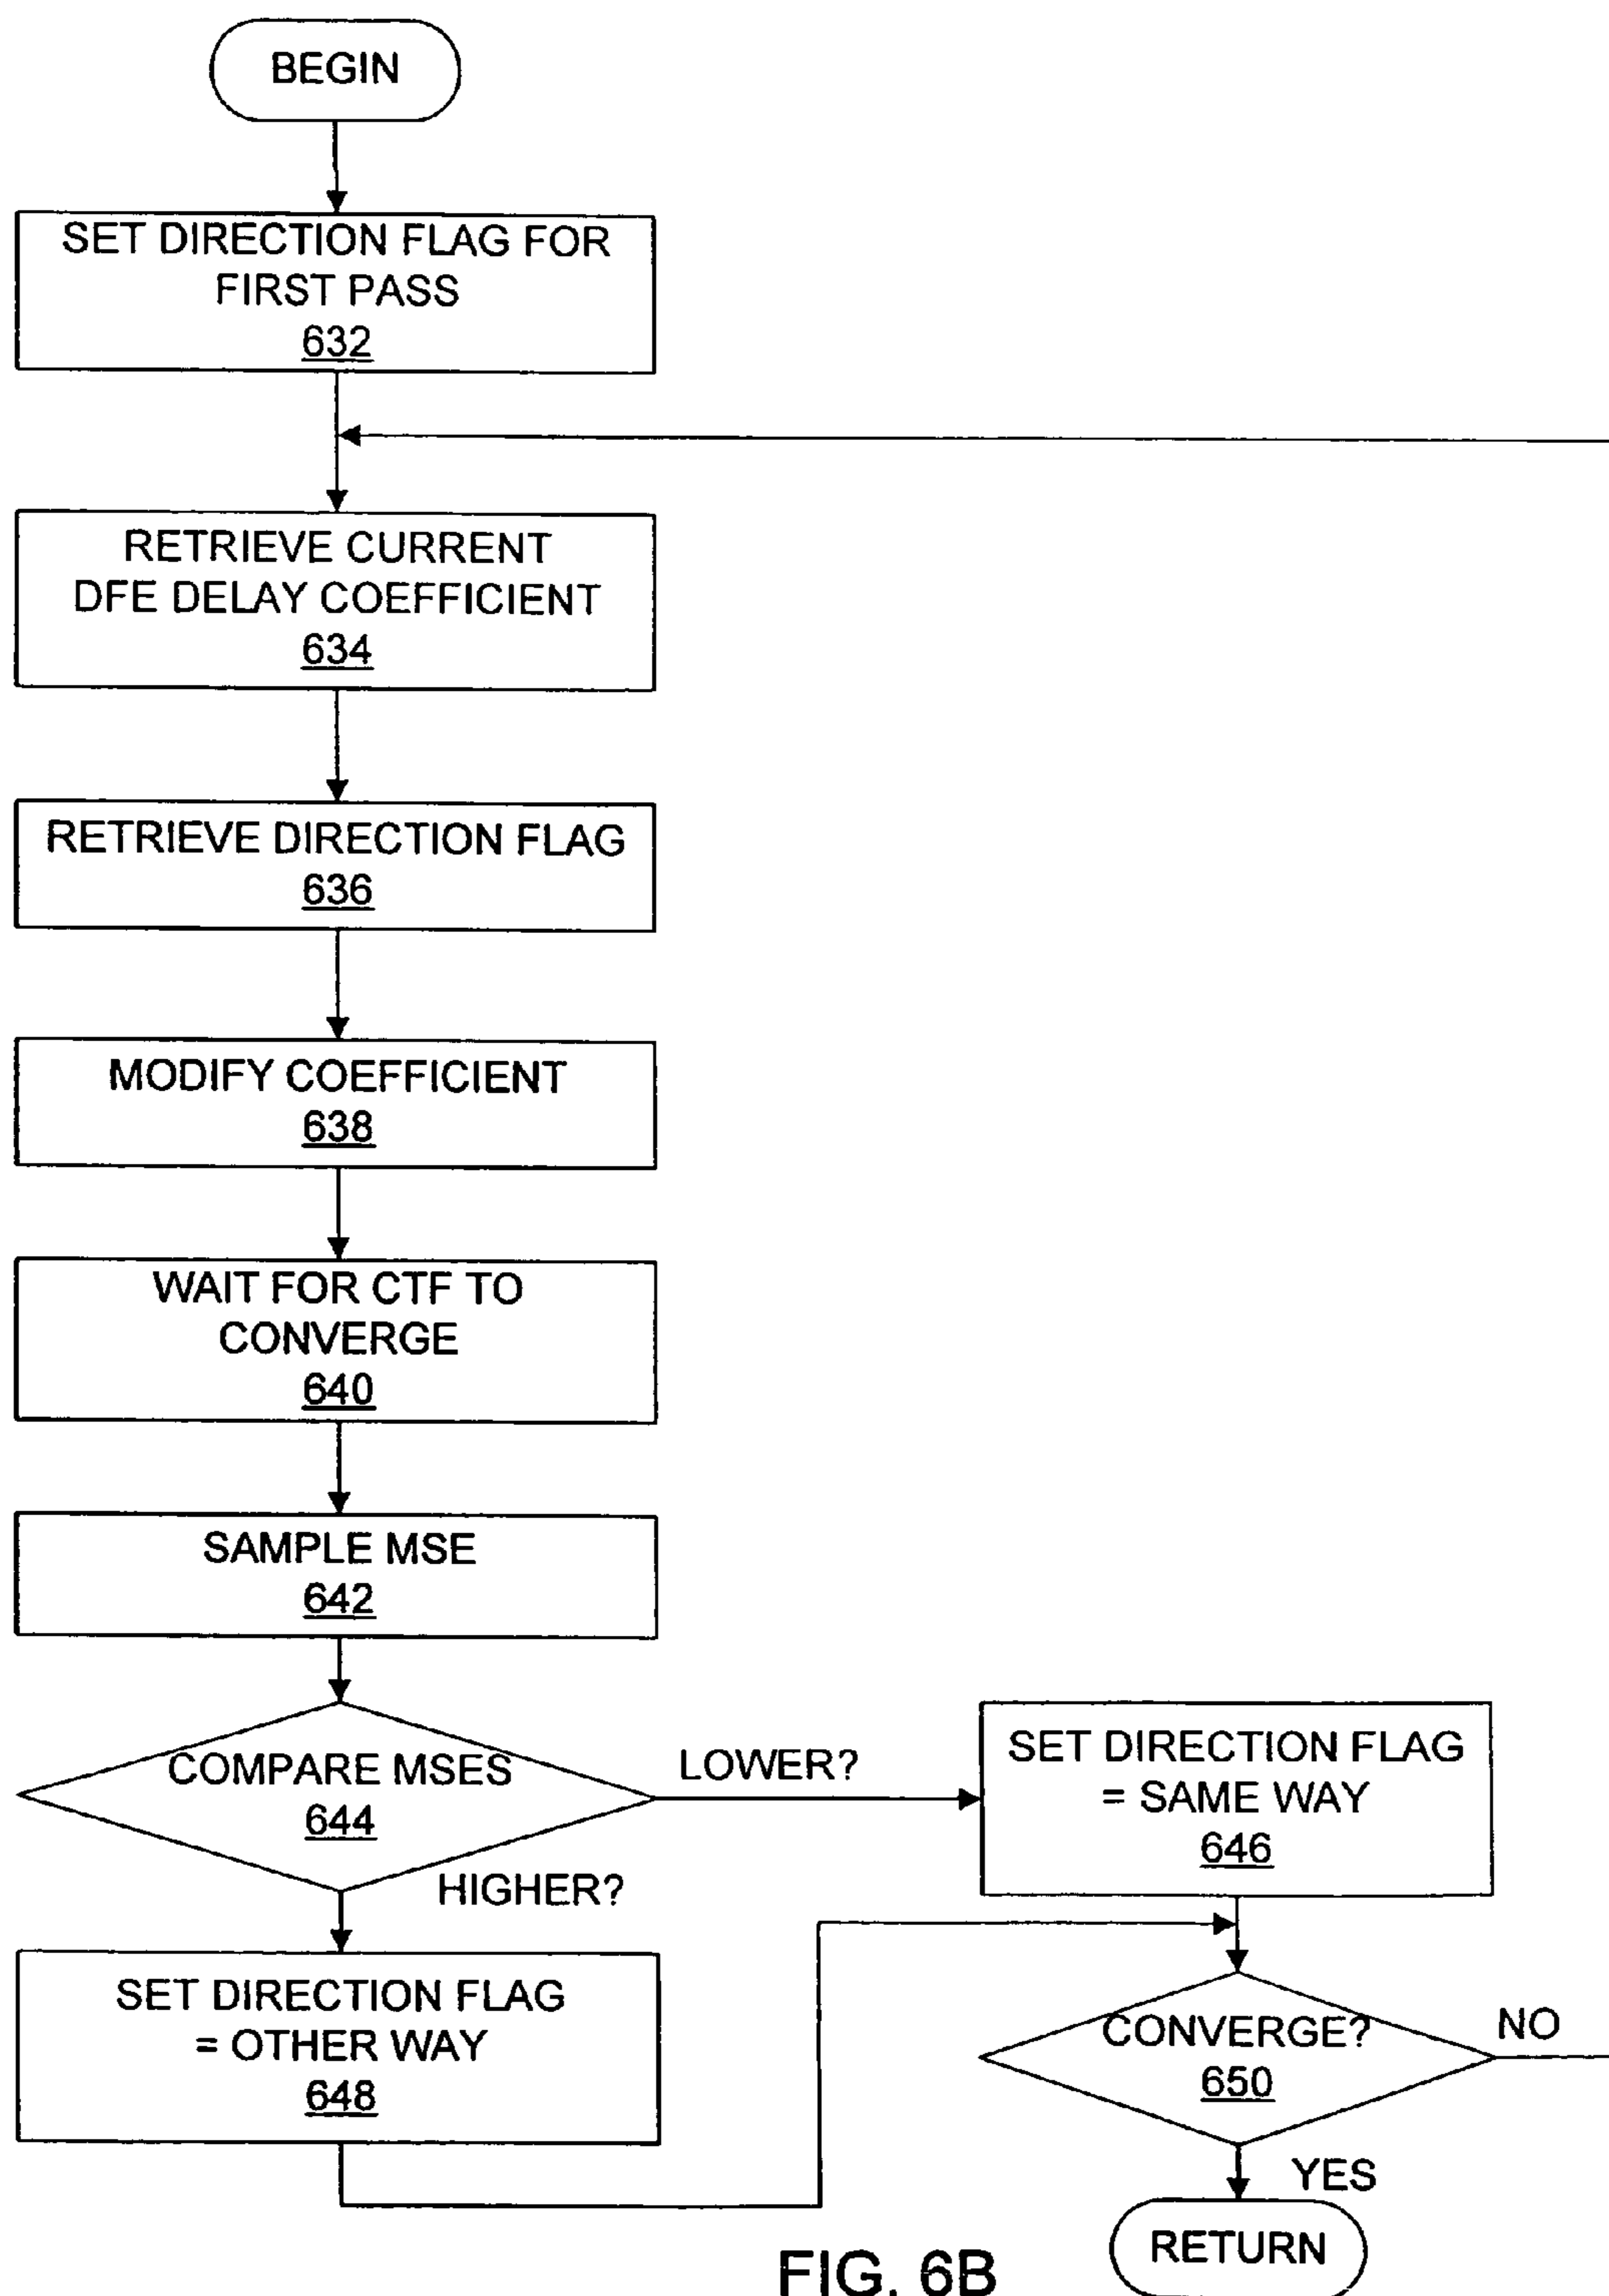 BEGIN
SET DIRECTION FLAG FOR
FIRST PASS
632
RETRIEVE CURRENT
DFE DELAY COEFFICIENT
634
RETRIEVE DIRECTION FLAG
636
MODIFY COEFFICIENT
638
WAIT FOR CTF TO
CONVERGE
640
SAMPLE MSE
642
COMPARE MSES
644
LOWER?
HIGHER?
SET DIRECTION FLAG
= SAME WAY
646
SET DIRECTION FLAG
= OTHER WAY
648
CONVERGE?
650
NO
YES
RETURN
FIG. 6B